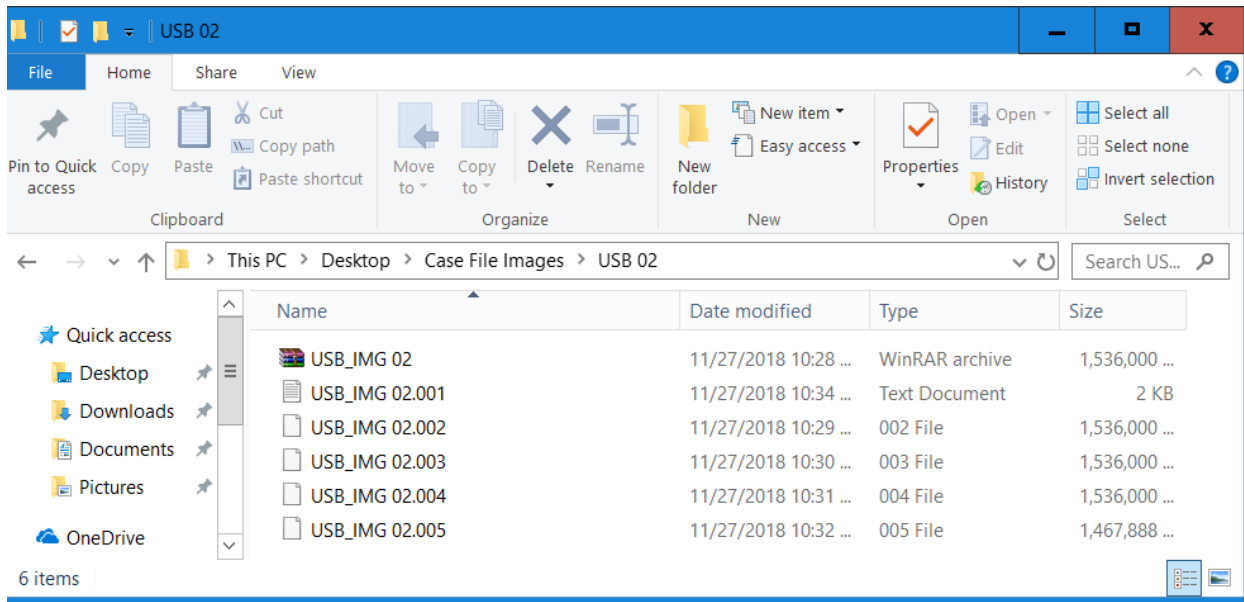 USB 02
File Home Share View
Pin to Quick access
Copy
Paste
Cut
W... Copy path
Paste shortcut
Clipboard
Move to
Copy to
Delete
Rename
Organize
New folder
New item
Easy access
New
Properties
Open
Edit
History
Open
Select all
Select none
Invert selection
Select
This PC > Desktop > Case File Images > USB 02
Search US...
Quick access
Desktop
Downloads
Documents
Pictures
OneDrive
Name Date modified Type Size
USB_IMG 02 11/27/2018 10:28 ... WinRAR archive 1,536,000 ...
USB_IMG 02.001 11/27/2018 10:34 ... Text Document 2 KB
USB_IMG 02.002 11/27/2018 10:29 ... 002 File 1,536,000 ...
USB_IMG 02.003 11/27/2018 10:30 ... 003 File 1,536,000 ...
USB_IMG 02.004 11/27/2018 10:31 ... 004 File 1,536,000 ...
USB_IMG 02.005 11/27/2018 10:32 ... 005 File 1,467,888 ...
6 items